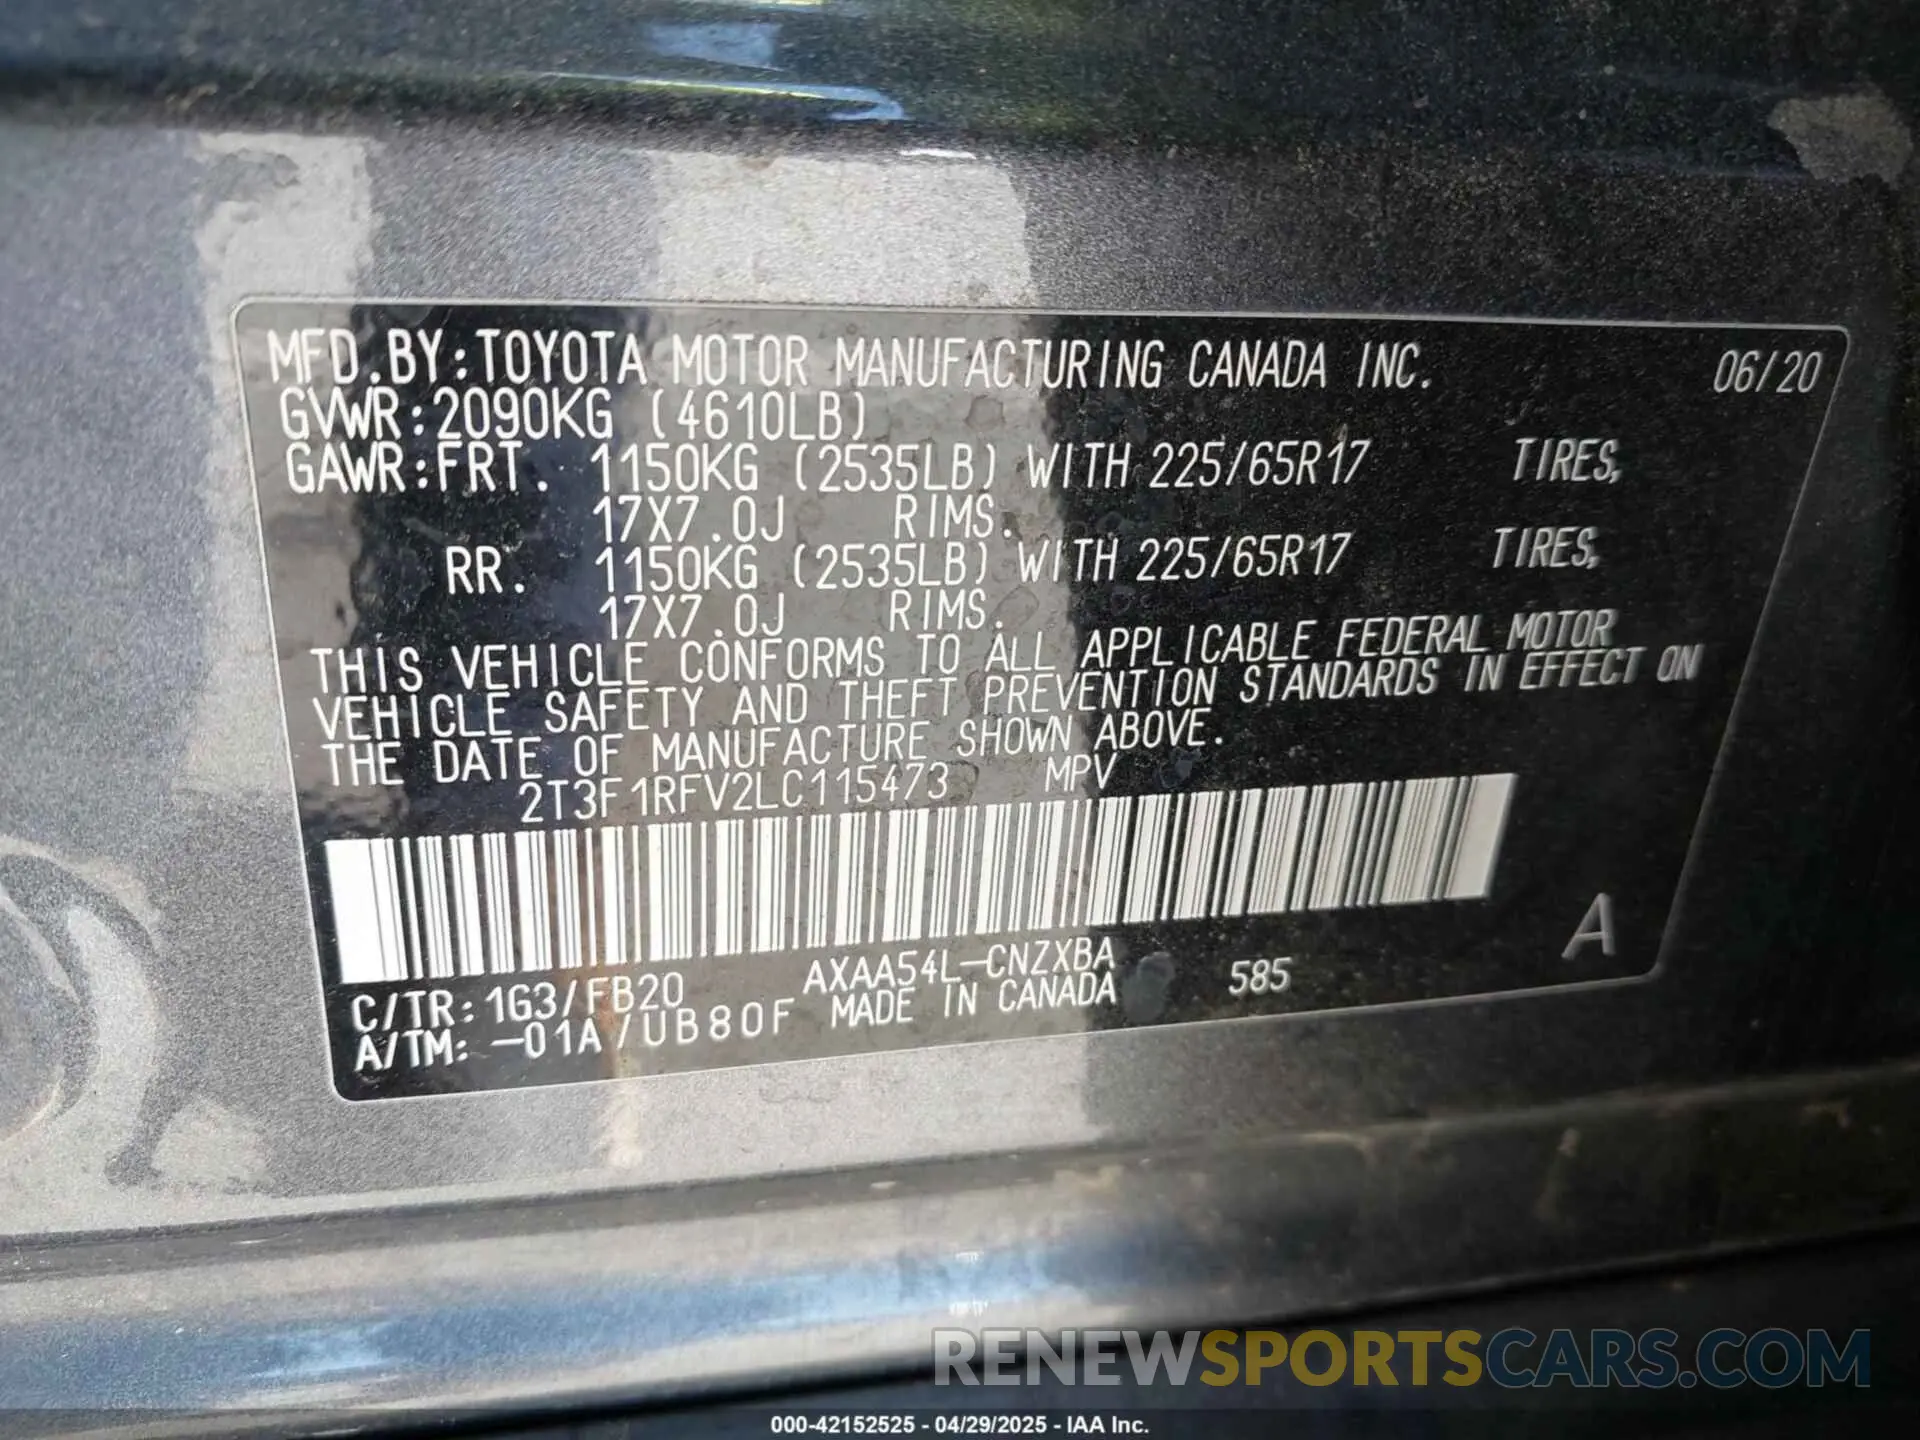 MFD.BY:TOYOTA MOTOR MANUFACTURING CANADA INC. 06/20
GVWR:2090KG (4610LB)
GAWR:FRT. 1150KG (2535LB) WITH 225/65R17 TIRES,
17X7.0J RIMS.
RR. 1150KG (2535LB) WITH 225/65R17 TIRES,
17X7.0J RIMS.
THIS VEHICLE CONFORMS TO ALL APPLICABLE FEDERAL MOTOR
VEHICLE SAFETY AND THEFT PREVENTION STANDARDS IN EFFECT ON
THE DATE OF MANUFACTURE SHOWN ABOVE.
2T3F1RFV2LC115473 MPV
C/TR: 1G3/FB20 AXAA54L-CNZXBA 585 A
A/TM: -01A/UB80F MADE IN CANADA
RENEWSPORTSCARS.COM
000-42152525 - 04/29/2025 - IAA Inc.